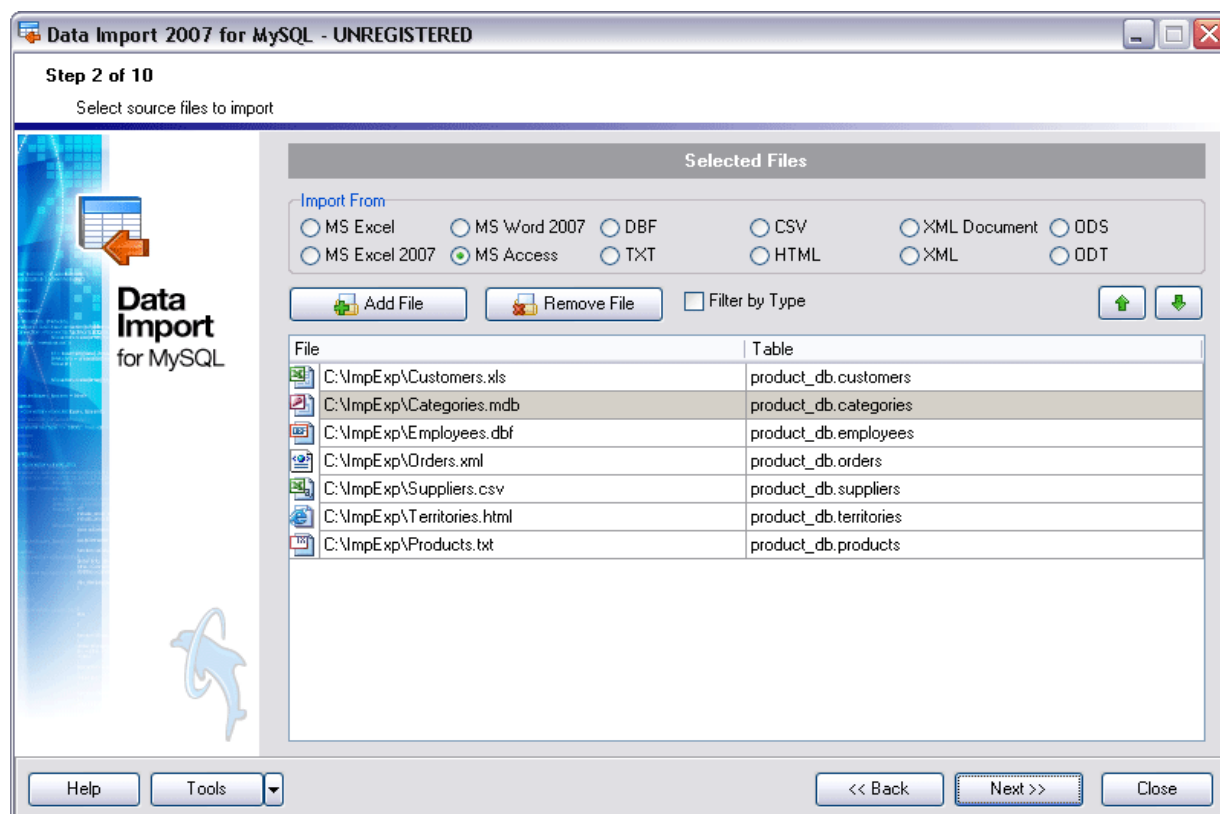 Data Import 2007 for MySQL - UNREGISTERED
Step 2 of 10
Select source files to import
Data
Import
for MySQL
Selected Files
Import From
MS Excel MS Word 2007 DBF CSV XML Document ODS
MS Excel 2007 MS Access TXT HTML XML ODT
Add File Remove File Filter by Type
File Table
C:\ImpExp\Customers.xls product_db.customers
C:\ImpExp\Categories.mdb product_db.categories
C:\ImpExp\Employees.dbf product_db.employees
C:\ImpExp\Orders.xml product_db.orders
C:\ImpExp\Suppliers.csv product_db.suppliers
C:\ImpExp\Territories.html product_db.territories
C:\ImpExp\Products.txt product_db.products
Help Tools << Back Next >> Close